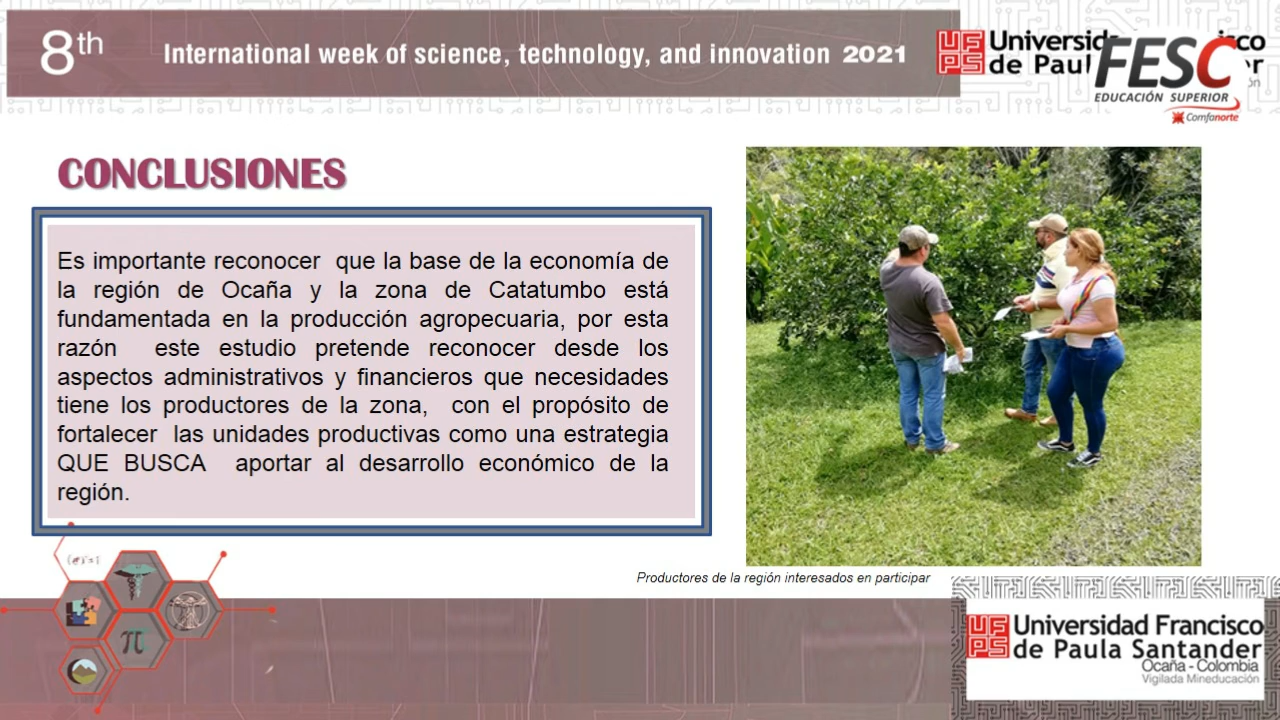 8th
International week of science, technology, and innovation 2021
UFPS
isco
de Paul
FESC
EDUCACIÓN SUPERIOR
Comfanorte
CONCLUSIONES
Es importante reconocer que la base de la economía de
la región de Ocaña y la zona de Catatumbo está
fundamentada en la producción agropecuaria, por esta
razón este estudio pretende reconocer desde los
aspectos administrativos y financieros que necesidades
tiene los productores de la zona, con el propósito de
fortalecer las unidades productivas como una estrategia
QUE BUSCA aportar al desarrollo económico de la
región.
Productores de la región interesados en participar
π
UFPS
Universidad Francisco
de Paula Santander
Ocaña - Colombia
Vigilada Mineducación